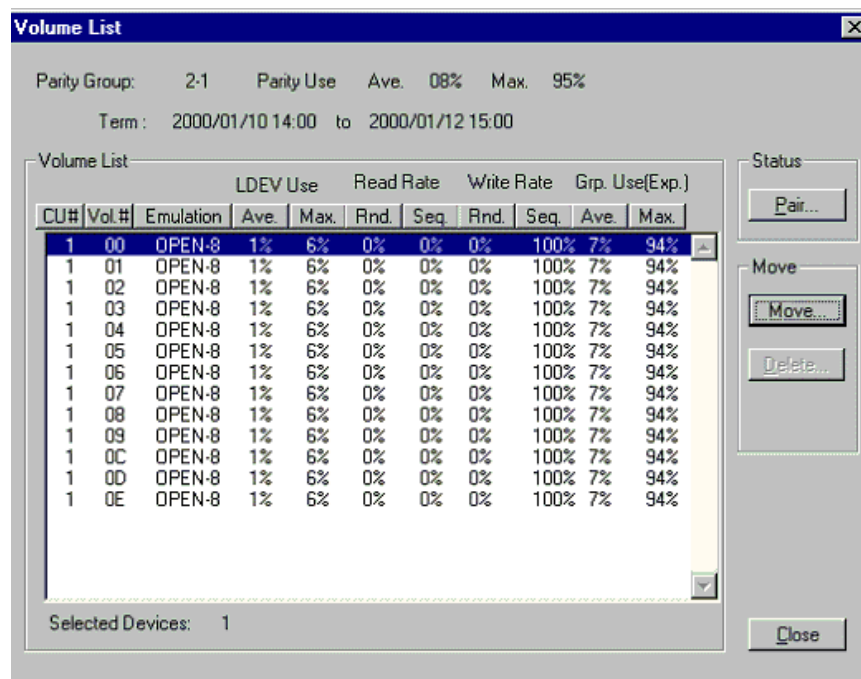 Volume List
Parity Group: 2-1 Parity Use Ave. 08% Max. 95%
Term : 2000/01/10 14:00 to 2000/01/12 15:00
Volume List
LDEV Use Read Rate Write Rate Grp. Use(Exp.)
CU# Vol.# Emulation Ave. Max. Rnd. Seq. Rnd. Seq. Ave. Max.
1 00 OPEN-8 1% 6% 0% 0% 0% 100% 7% 94%
1 01 OPEN-8 1% 6% 0% 0% 0% 100% 7% 94%
1 02 OPEN-8 1% 6% 0% 0% 0% 100% 7% 94%
1 03 OPEN-8 1% 6% 0% 0% 0% 100% 7% 94%
1 04 OPEN-8 1% 6% 0% 0% 0% 100% 7% 94%
1 05 OPEN-8 1% 6% 0% 0% 0% 100% 7% 94%
1 06 OPEN-8 1% 6% 0% 0% 0% 100% 7% 94%
1 07 OPEN-8 1% 6% 0% 0% 0% 100% 7% 94%
1 08 OPEN-8 1% 6% 0% 0% 0% 100% 7% 94%
1 09 OPEN-8 1% 6% 0% 0% 0% 100% 7% 94%
1 0C OPEN-8 1% 6% 0% 0% 0% 100% 7% 94%
1 0D OPEN-8 1% 6% 0% 0% 0% 100% 7% 94%
1 0E OPEN-8 1% 6% 0% 0% 0% 100% 7% 94%
Selected Devices: 1
Status
Pair...
Move
Move...
Delete...
Close